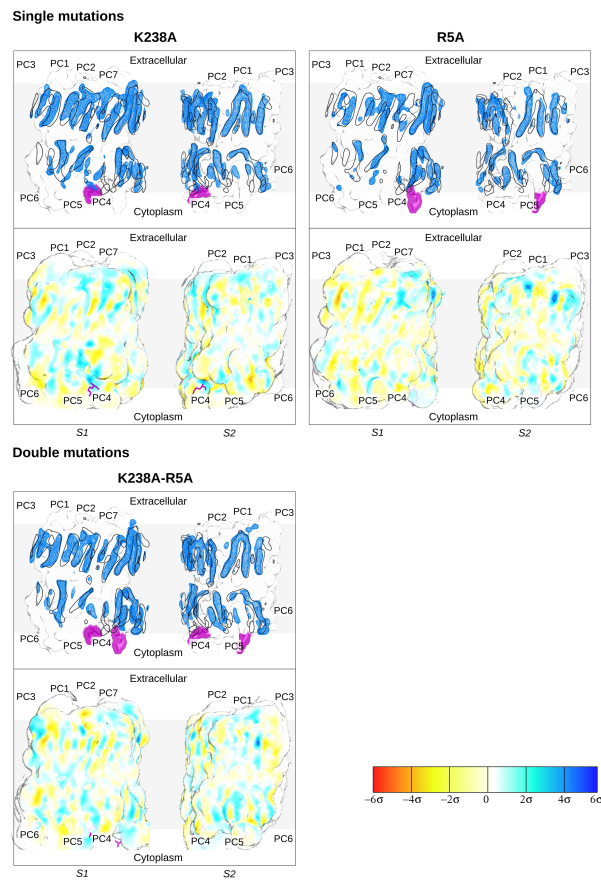 Single mutations
K238A
R5A
Extracellular
PC3 PC1 PC2 PC7 PC2 PC1 PC3
PC6 PC5 PC4 PC4 PC5 PC6
Cytoplasm
Extracellular
PC3 PC1 PC2 PC7 PC2 PC1 PC3
PC6 PC5 PC4 PC4 PC5 PC6
Cytoplasm
Extracellular
PC3 PC1 PC2 PC7 PC2 PC1 PC3
PC6 PC5 PC4 PC4 PC5 PC6
Cytoplasm
S1 S2
Extracellular
PC3 PC1 PC2 PC7 PC2 PC1 PC3
PC6 PC5 PC4 PC4 PC5 PC6
Cytoplasm
S1 S2
Double mutations
K238A-R5A
Extracellular
PC3 PC1 PC2 PC7 PC2 PC1 PC3
PC6 PC5 PC4 PC4 PC5 PC6
Cytoplasm
Extracellular
PC3 PC1 PC2 PC7 PC2 PC1 PC3
PC6 PC5 PC4 PC4 PC5 PC6
Cytoplasm
S1 S2
−6σ −4σ −2σ 0 2σ 4σ 6σ